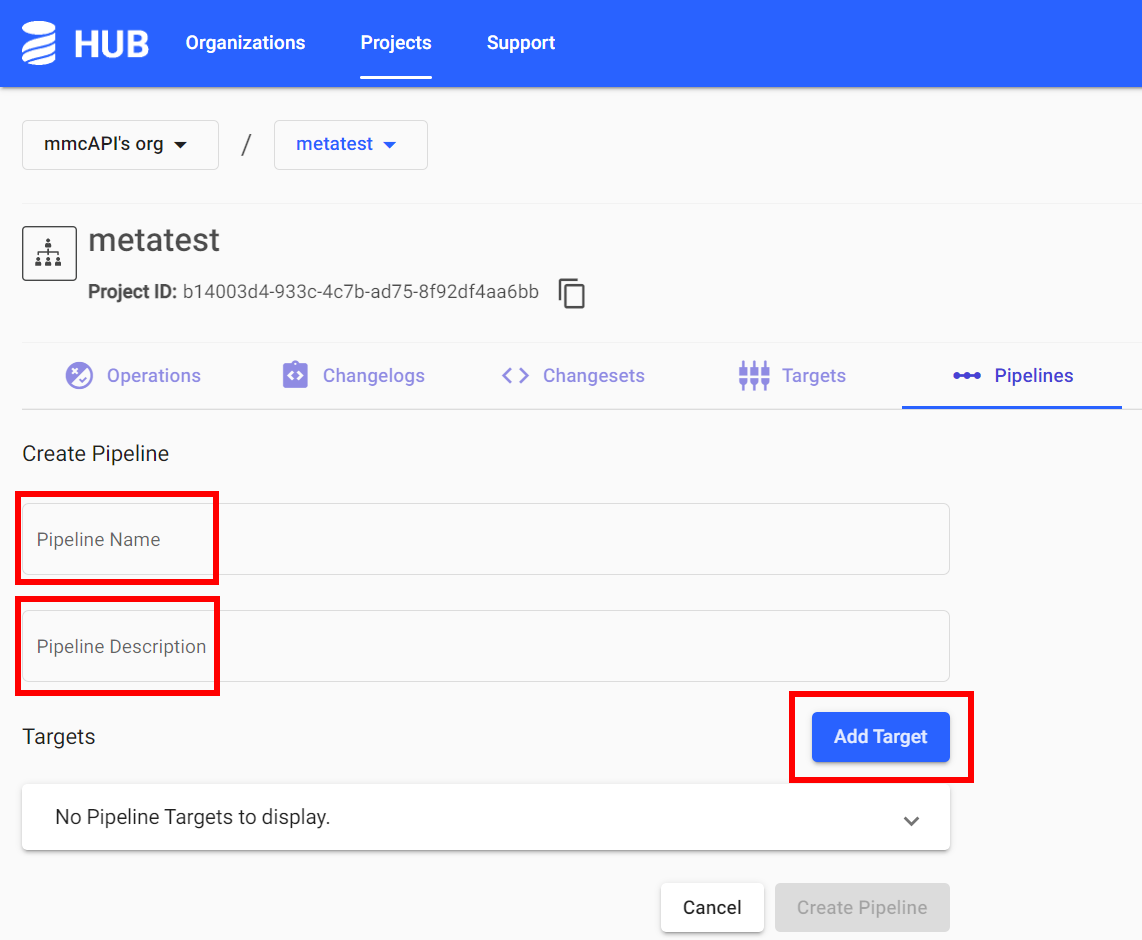 HUB Organizations Projects Support
mmcAPI's org / metatest
metatest
Project ID: b14003d4-933c-4c7b-ad75-8f92df4aa6bb
Operations Changelogs Changesets Targets Pipelines
Create Pipeline
Pipeline Name
Pipeline Description
Targets Add Target
No Pipeline Targets to display.
Cancel Create Pipeline